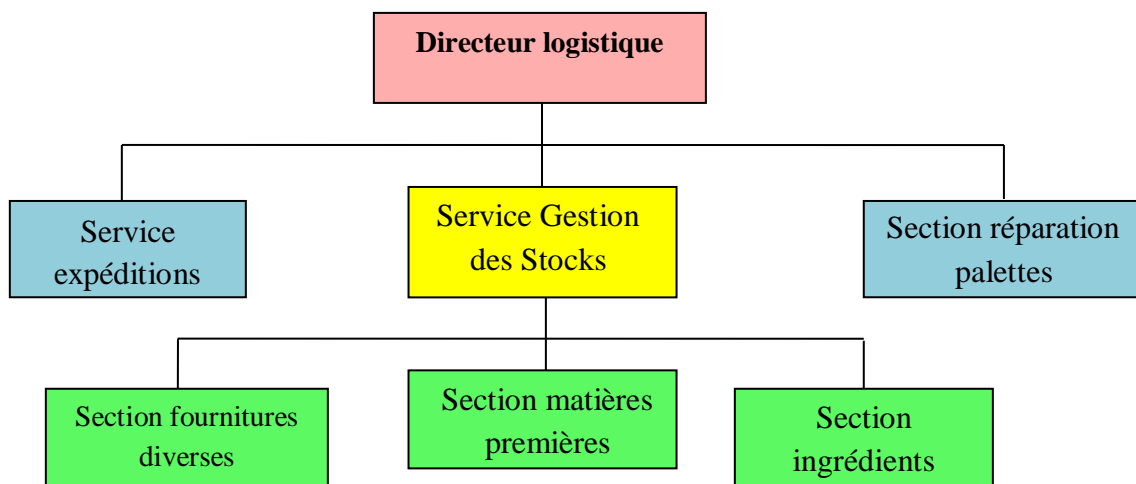 Directeur logistique
Service
expéditions
Service Gestion
des Stocks
Section réparation
palettes
Section fournitures
diverses
Section matières
premières
Section
ingrédients